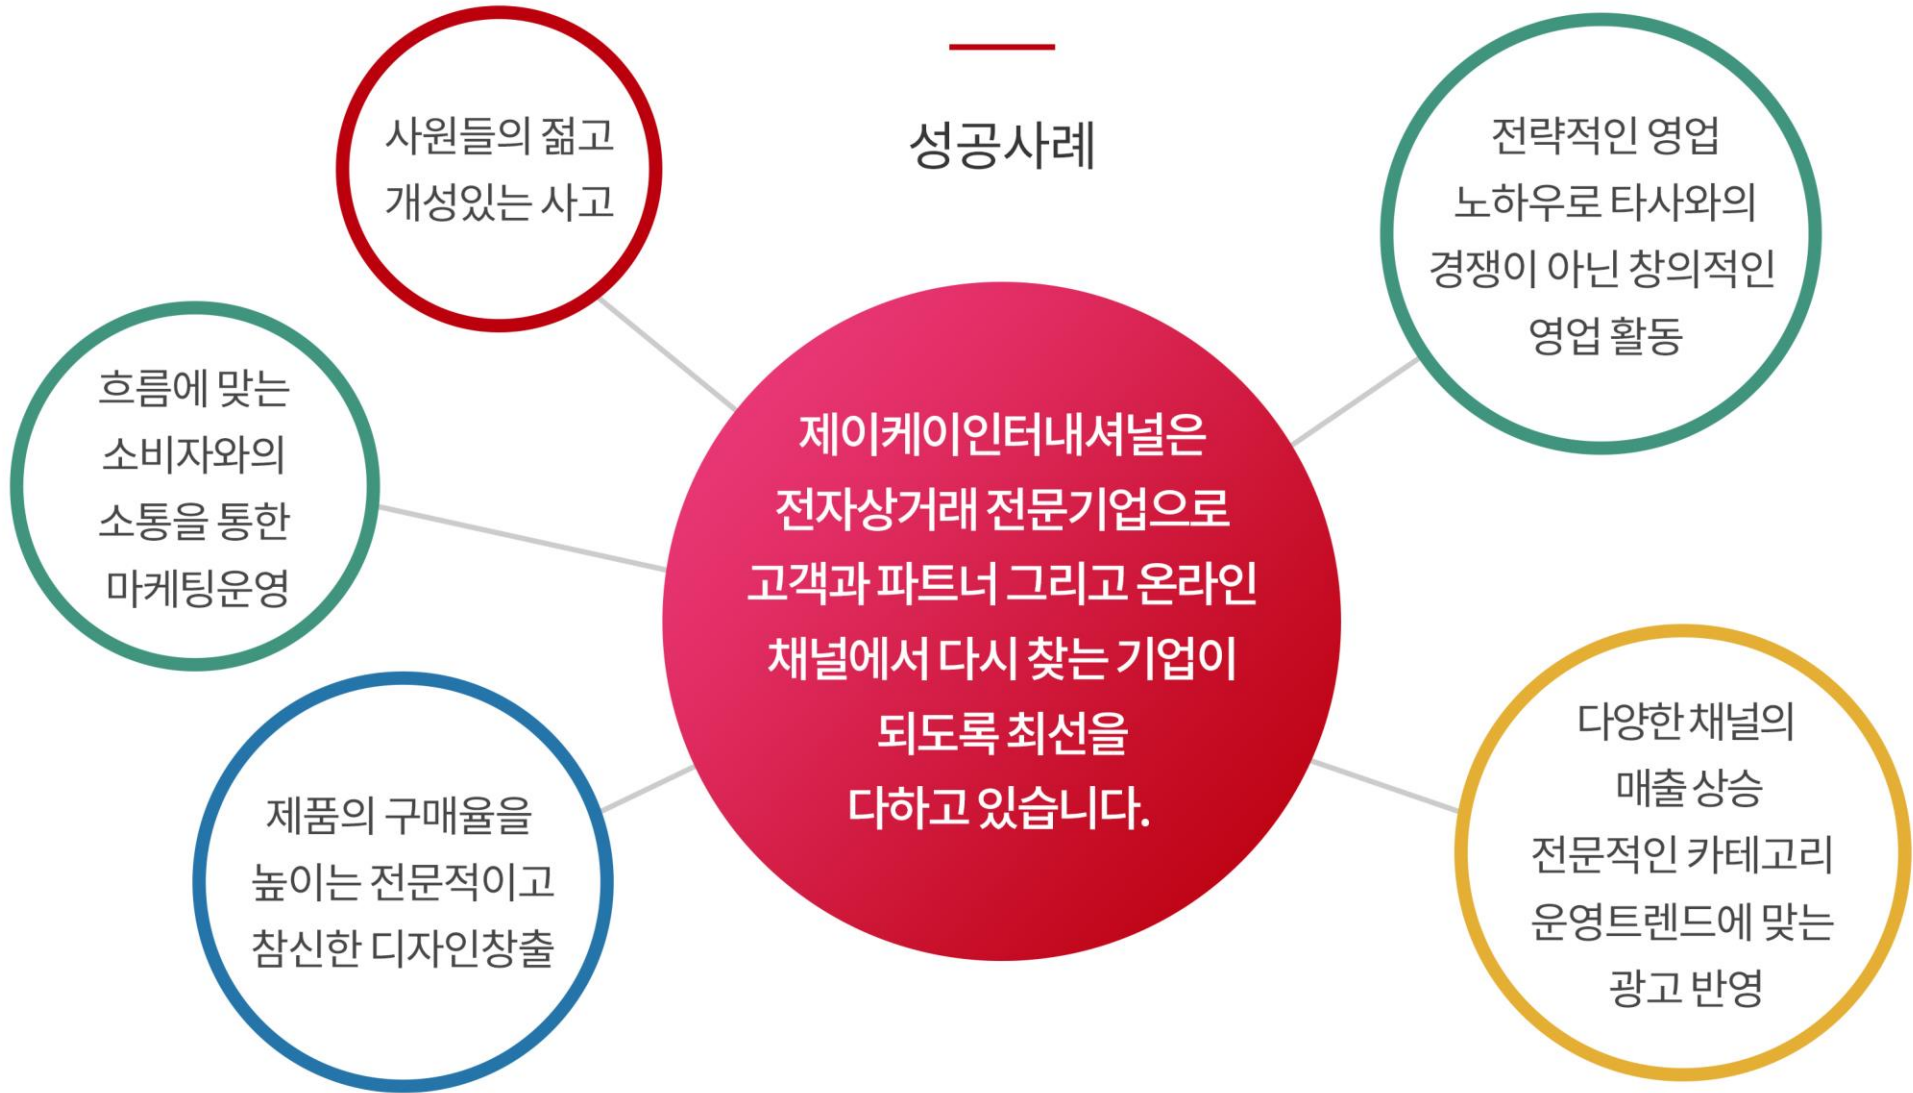 성공사례
사원들의 젊고
개성있는 사고
전략적인 영업
노하우로 타사와의
경쟁이 아닌 창의적인
영업 활동
흐름에 맞는
소비자와의
소통을 통한
마케팅운영
제이케이인터내셔널은
전자상거래 전문기업으로
고객과 파트너 그리고 온라인
채널에서 다시 찾는 기업이
되도록 최선을
다하고 있습니다.
제품의 구매율을
높이는 전문적이고
참신한 디자인창출
다양한 채널의
매출 상승
전문적인 카테고리
운영트렌드에 맞는
광고 반영